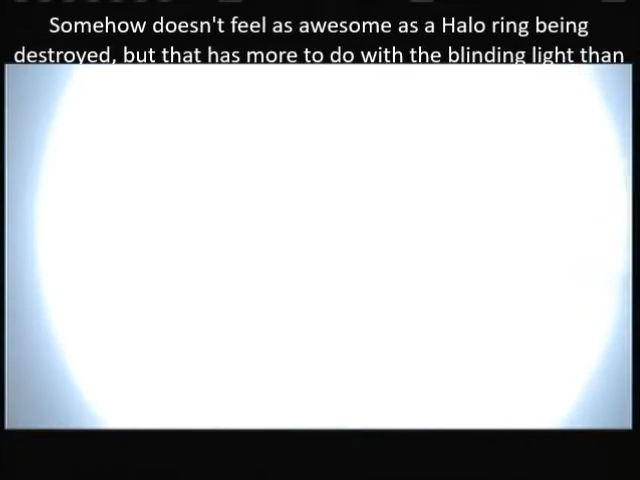 Somehow doesn't feel as awesome as a Halo ring being
destroyed, but that has more to do with the blinding light than